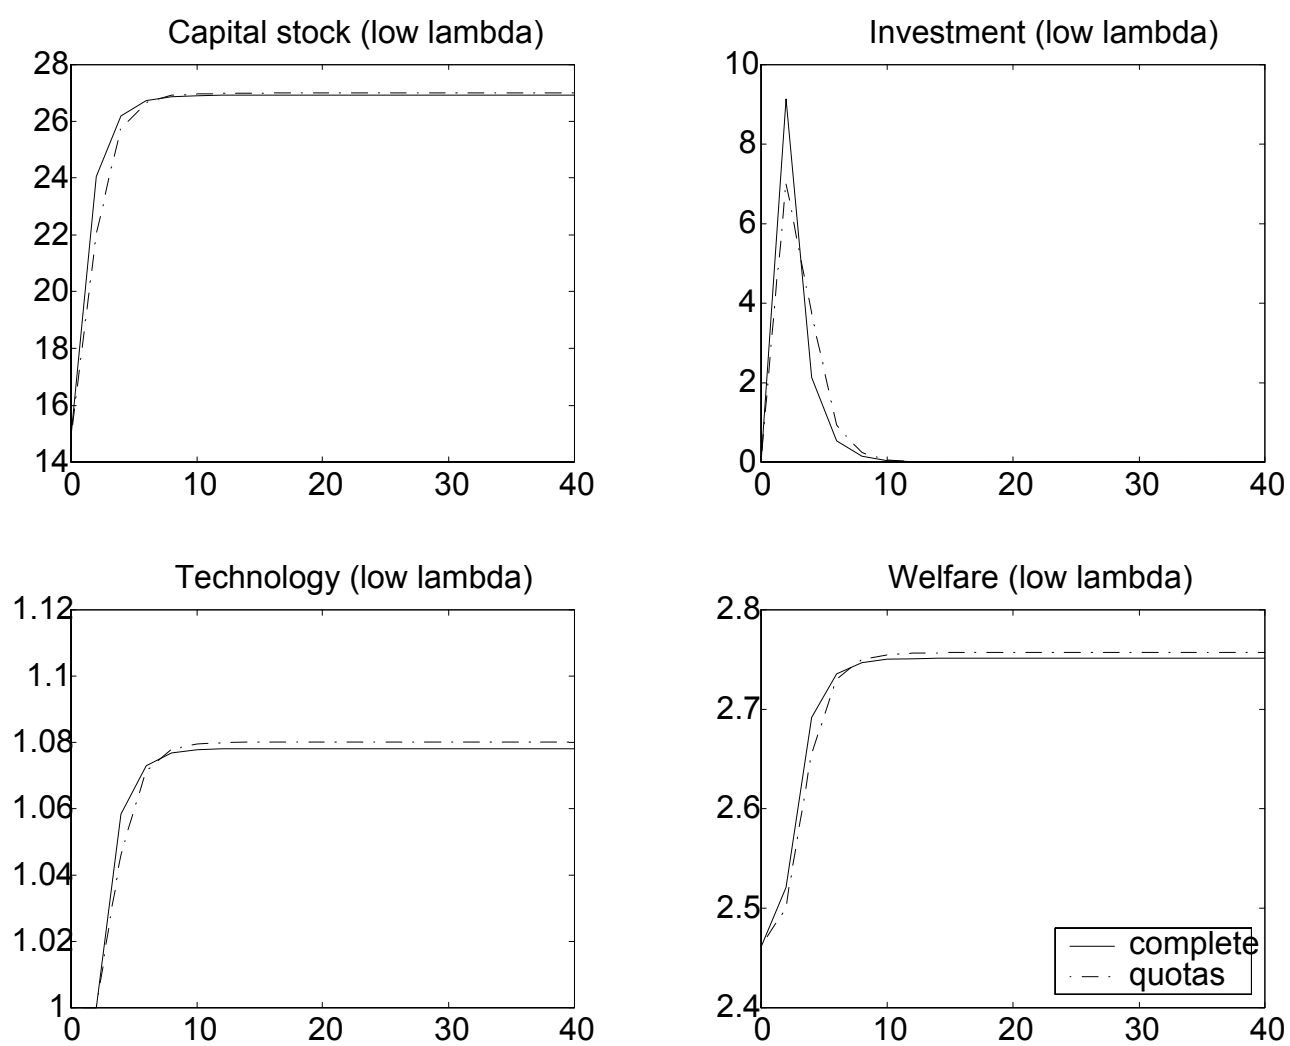 Capital stock (low lambda)
28
26
24
22
20
18
16
14
0 10 20 30 40
Investment (low lambda)
10
8
6
4
2
0
0 10 20 30 40
Technology (low lambda)
1.12
1.1
1.08
1.06
1.04
1.02
1
0 10 20 30 40
Welfare (low lambda)
2.8
2.7
2.6
2.5
2.4
complete
quotas
0 10 20 30 40